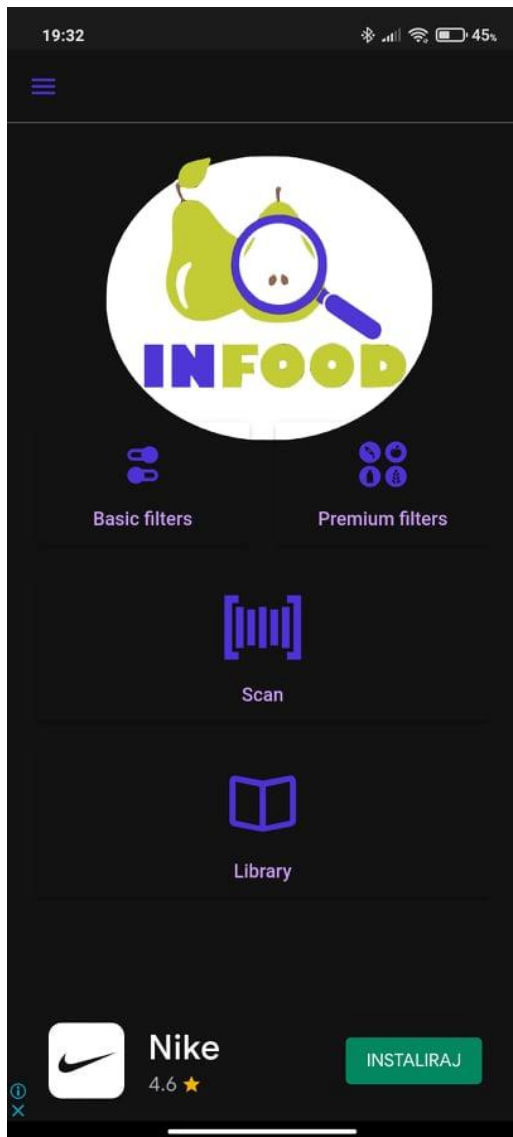 19:32
45%
INFOOD
Basic filters
Premium filters
Scan
Library
Nike
4.6
INSTALIRAJ